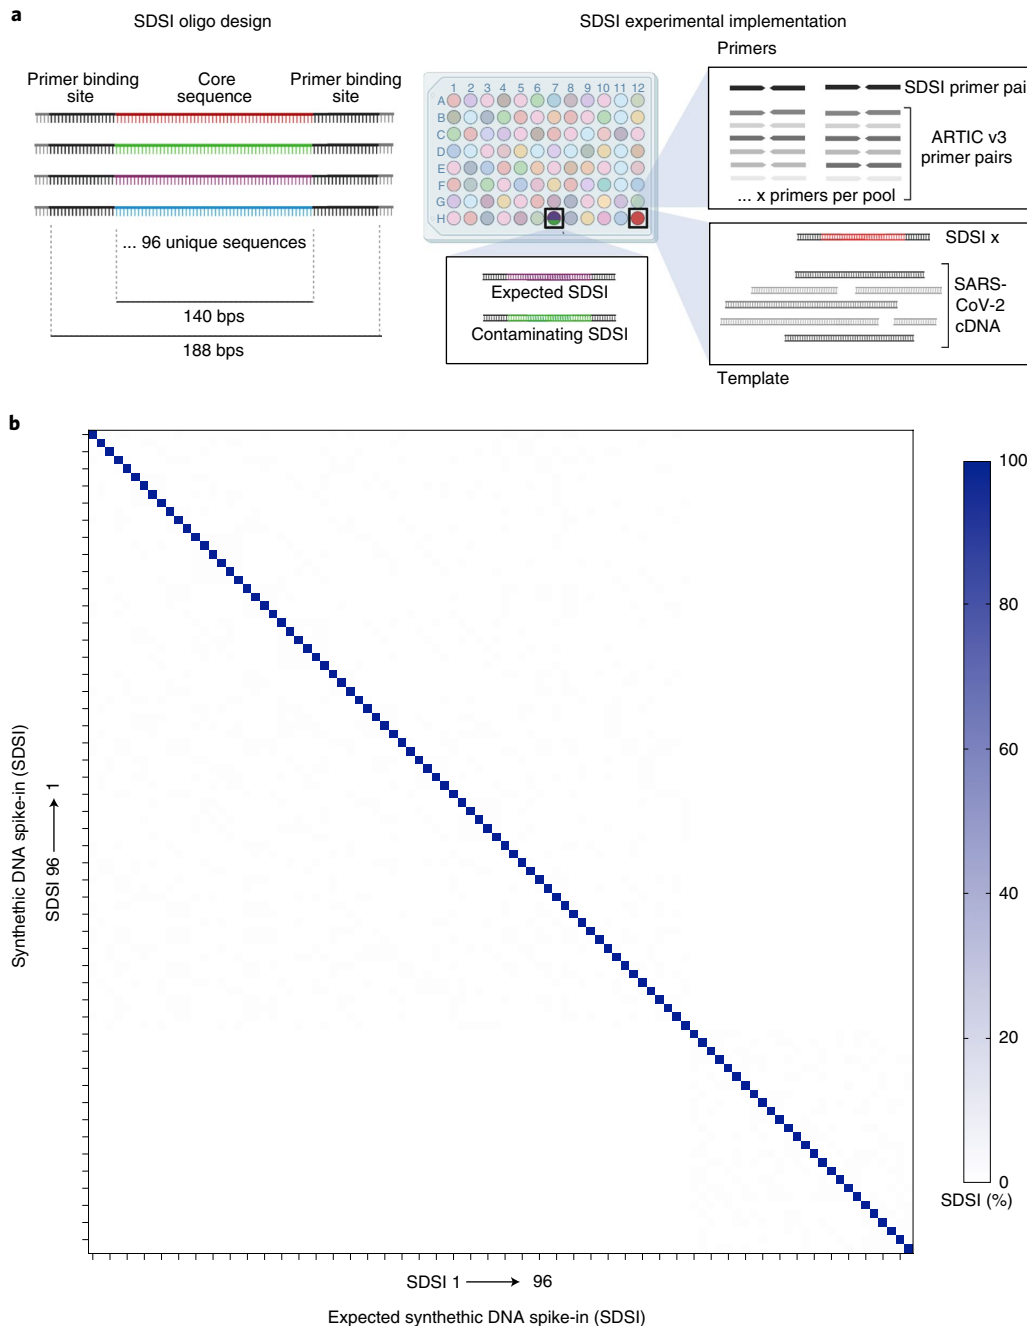 a
SDSI oligo design
SDSI experimental implementation
Primer binding
site
Core
sequence
Primer binding
site
... 96 unique sequences
140 bps
188 bps
1 2 3 4 5 6 7 8 9 10 11 12
A
B
C
D
E
F
G
H
Expected SDSI
Contaminating SDSI
Primers
SDSI primer pair
ARTIC v3
primer pairs
... x primers per pool
SDSI x
SARS-
CoV-2
cDNA
Template
b
Synthethic DNA spike-in (SDSI)
SDSI 96 → 1
100
80
60
40
20
0
SDSI (%)
SDSI 1 → 96
Expected synthethic DNA spike-in (SDSI)